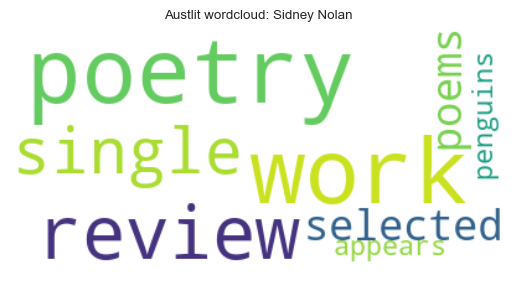 Austlit wordcloud: Sidney Nolan
poetry
poems
penguins
single
work
review
selected
appears